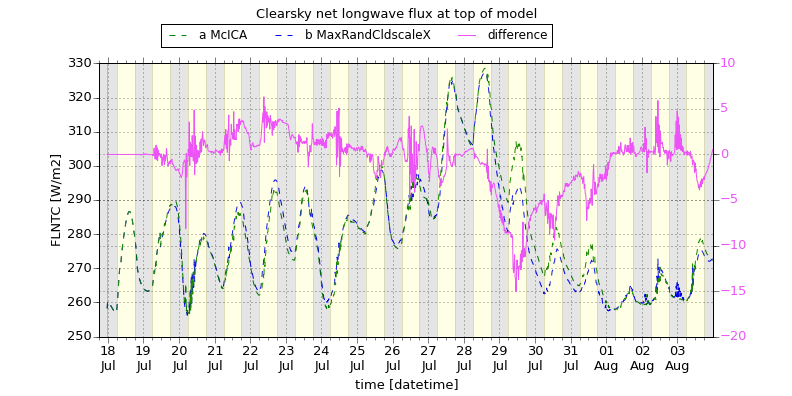 Clearsky net longwave flux at top of model
a McICA b MaxRandCldscaleX difference
330 10
320 5
310 0
300 −5
290 −10
280 −15
270 −20
260
250
FLNTC [W/m2]
18 19 20 21 22 23 24 25 26 27 28 29 30 31 01 02 03
Jul Jul Jul Jul Jul Jul Jul Jul Jul Jul Jul Jul Jul Jul Aug Aug Aug
time [datetime]